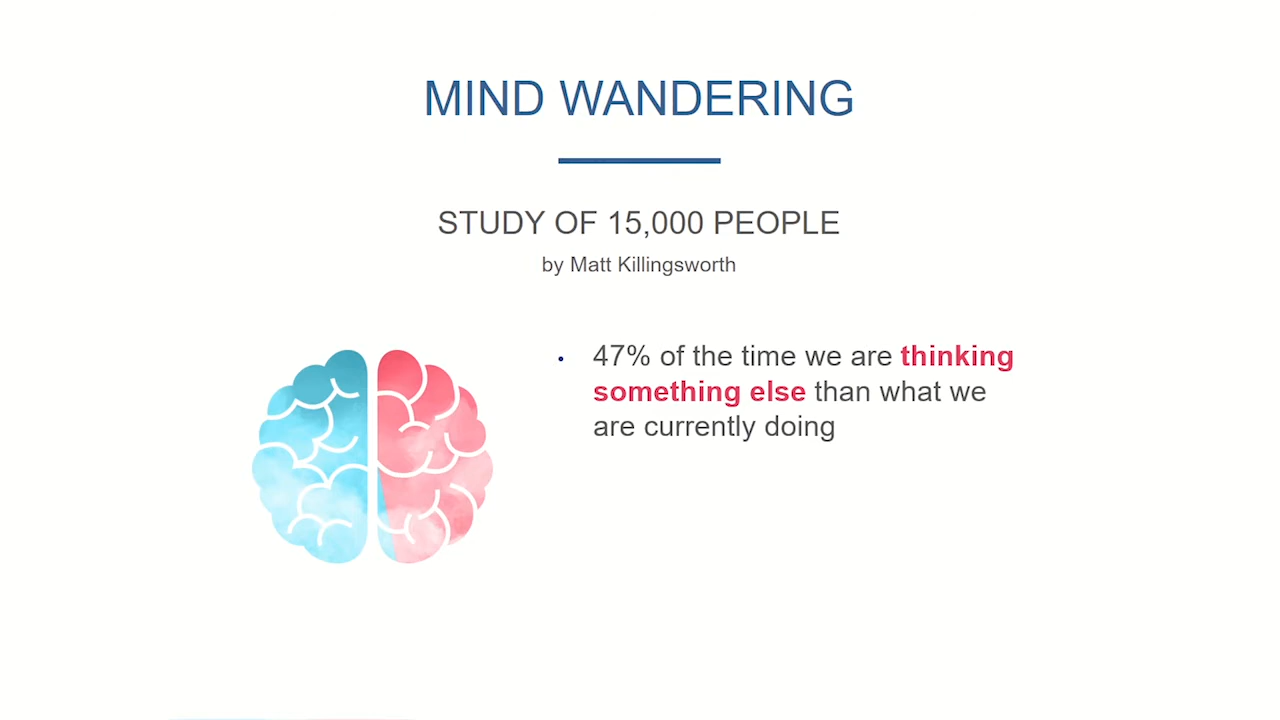 MIND WANDERING
STUDY OF 15,000 PEOPLE
by Matt Killingsworth
• 47% of the time we are thinking
something else than what we
are currently doing